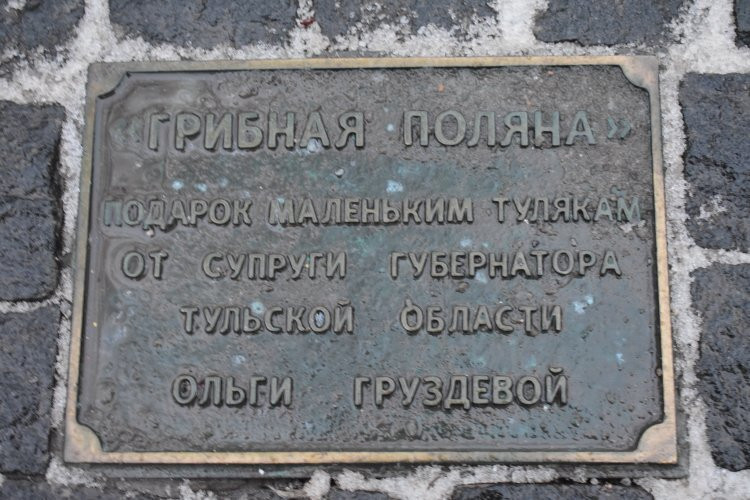 «ГРИБНАЯ ПОЛЯНА»
ПОДАРОК МАЛЕНЬКИМ ТУЛЯКАМ
ОТ СУПРУГИ ГУБЕРНАТОРА
ТУЛЬСКОЙ ОБЛАСТИ
ОЛЬГИ ГРУЗДЕВОЙ